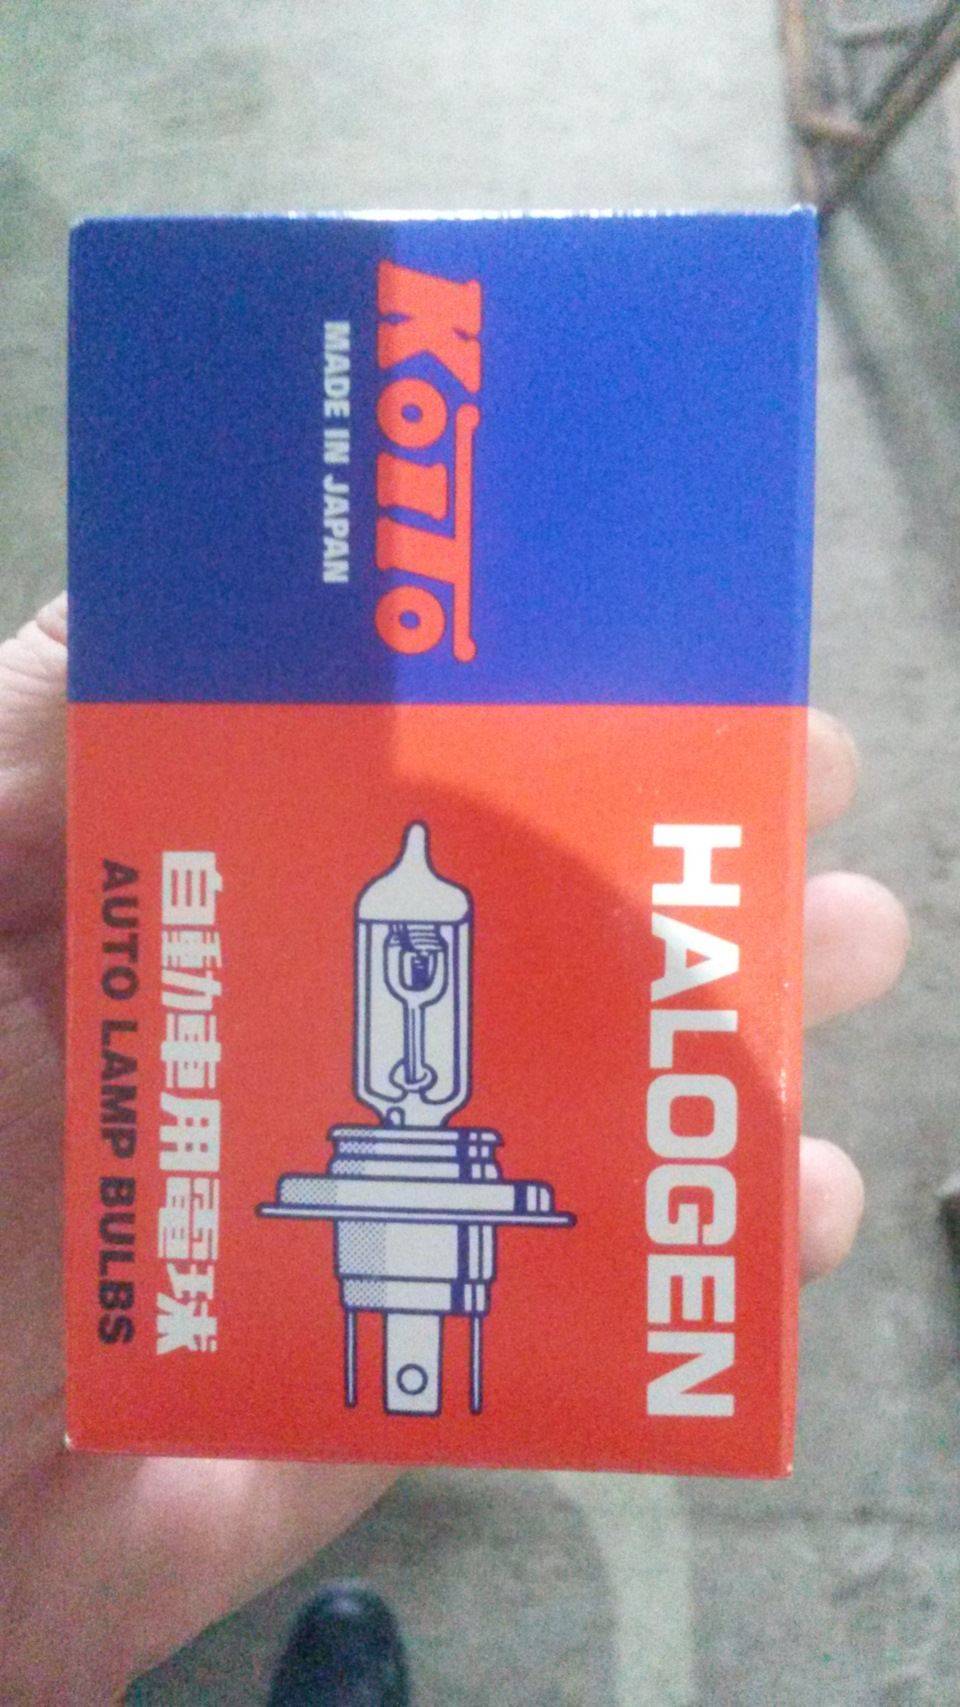 KoiTo
MADE IN JAPAN
HALOGEN
自動車用電球
AUTO LAMP BULBS